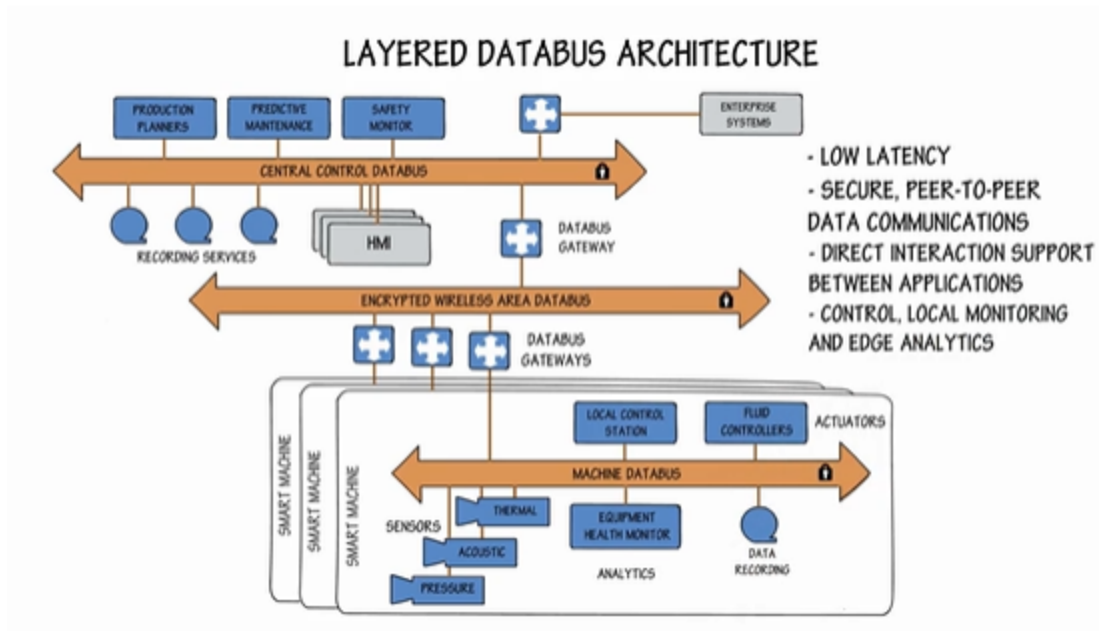 LAYERED DATABUS ARCHITECTURE
PRODUCTION
PLANNERS
PREDICTIVE
MAINTENANCE
SAFETY
MONITOR
ENTERPRISE
SYSTEMS
CENTRAL CONTROL DATABUS
RECORDING SERVICES
HMI
DATABUS
GATEWAY
ENCRYPTED WIRELESS AREA DATABUS
DATABUS
GATEWAYS
- LOW LATENCY
- SECURE, PEER-TO-PEER
DATA COMMUNICATIONS
- DIRECT INTERACTION SUPPORT
BETWEEN APPLICATIONS
- CONTROL, LOCAL MONITORING
AND EDGE ANALYTICS
SMART MACHINE
SMART MACHINE
SMART MACHINE
LOCAL CONTROL
STATION
FLUID
CONTROLLERS
ACTUATORS
MACHINE DATABUS
SENSORS
THERMAL
ACOUSTIC
PRESSURE
EQUIPMENT
HEALTH MONITOR
ANALYTICS
DATA
RECORDING